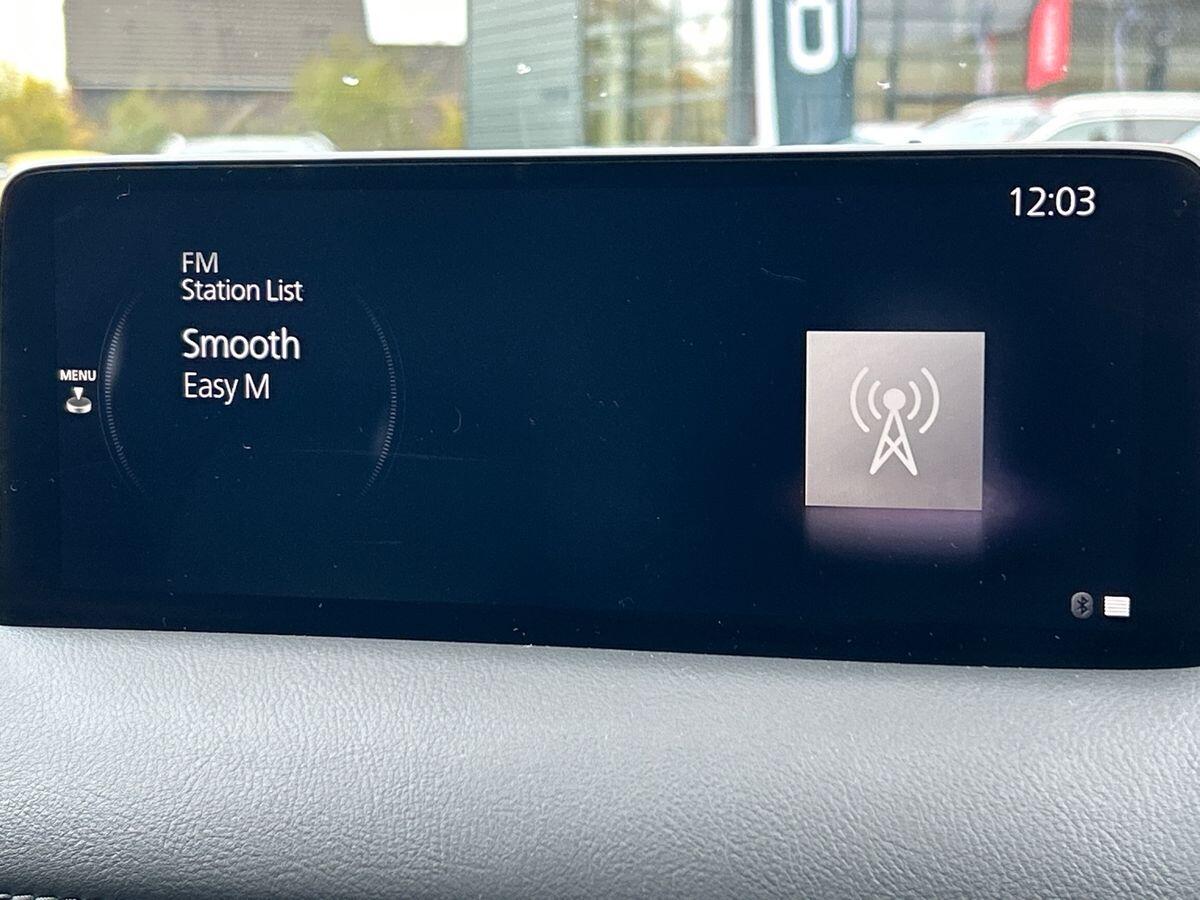 12:03
FM
Station List
Smooth
Easy M
MENU